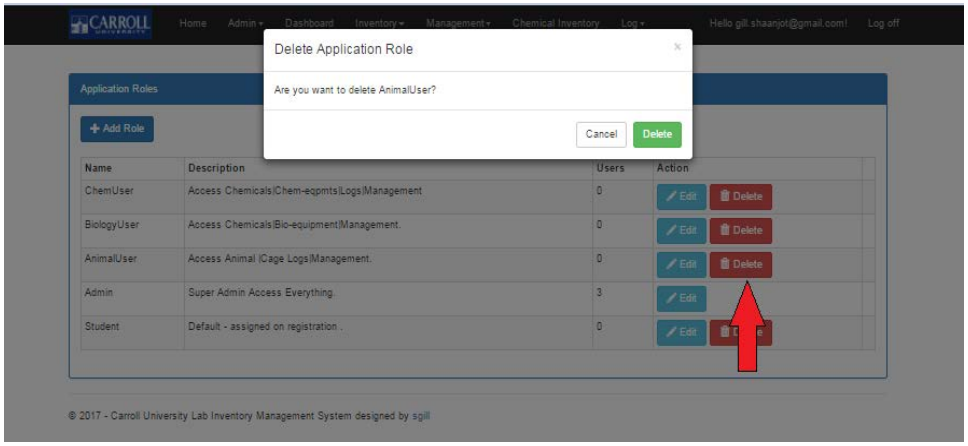 CARROLL
UNIVERSITY
Home Admin Dashboard Inventory Management Chemical Inventory Log Hello gill.shaanjot@gmail.com! Log off
Delete Application Role x
Are you want to delete AnimalUser?
Cancel Delete
Application Roles
+ Add Role
Name Description Users Action
ChemUser Access Chemicals|Chem-eqpmts|Logs|Management 0 Edit Delete
BiologyUser Access Chemicals|Bio-equipment|Management. 0 Edit Delete
AnimalUser Access Animal |Cage Logs|Management. 0 Edit Delete
Admin Super Admin Access Everything. 3 Edit
Student Default - assigned on registration . 0 Edit
© 2017 - Carroll University Lab Inventory Management System designed by sgill